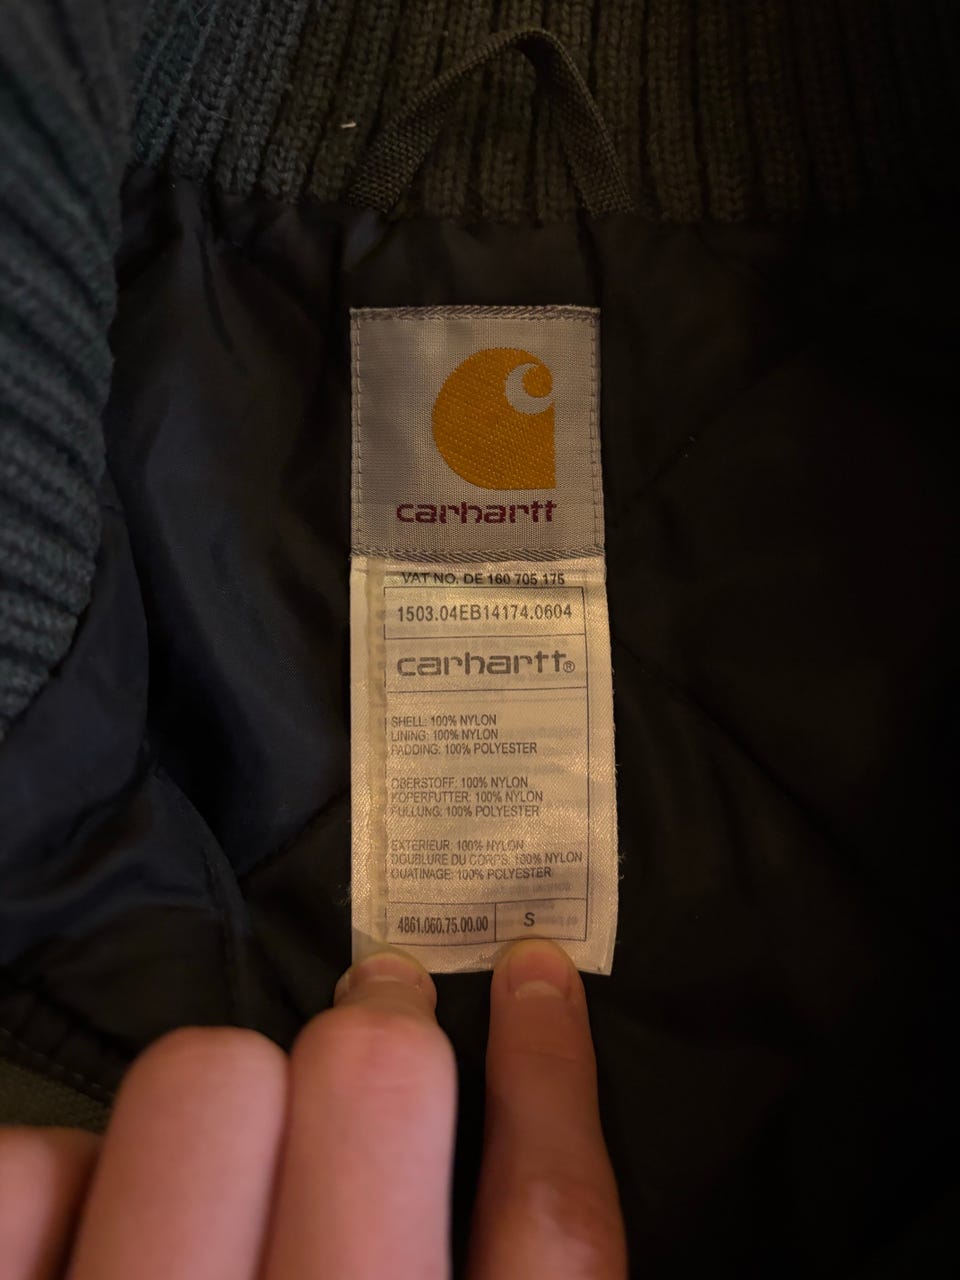 carhartt
VAT NO. DE 160 705 175
1503.04EB14174.0604
carhartt®
SHELL: 100% NYLON
LINING: 100% NYLON
PADDING: 100% POLYESTER
OBERSTOFF: 100% NYLON
KOPERFUTTER: 100% NYLON
FULLUNG: 100% POLYESTER
EXTERIEUR: 100% NYLON
DOUBLURE DU CORPS: 100% NYLON
OUATINAGE: 100% POLYESTER
4861.060.75.00.00 S